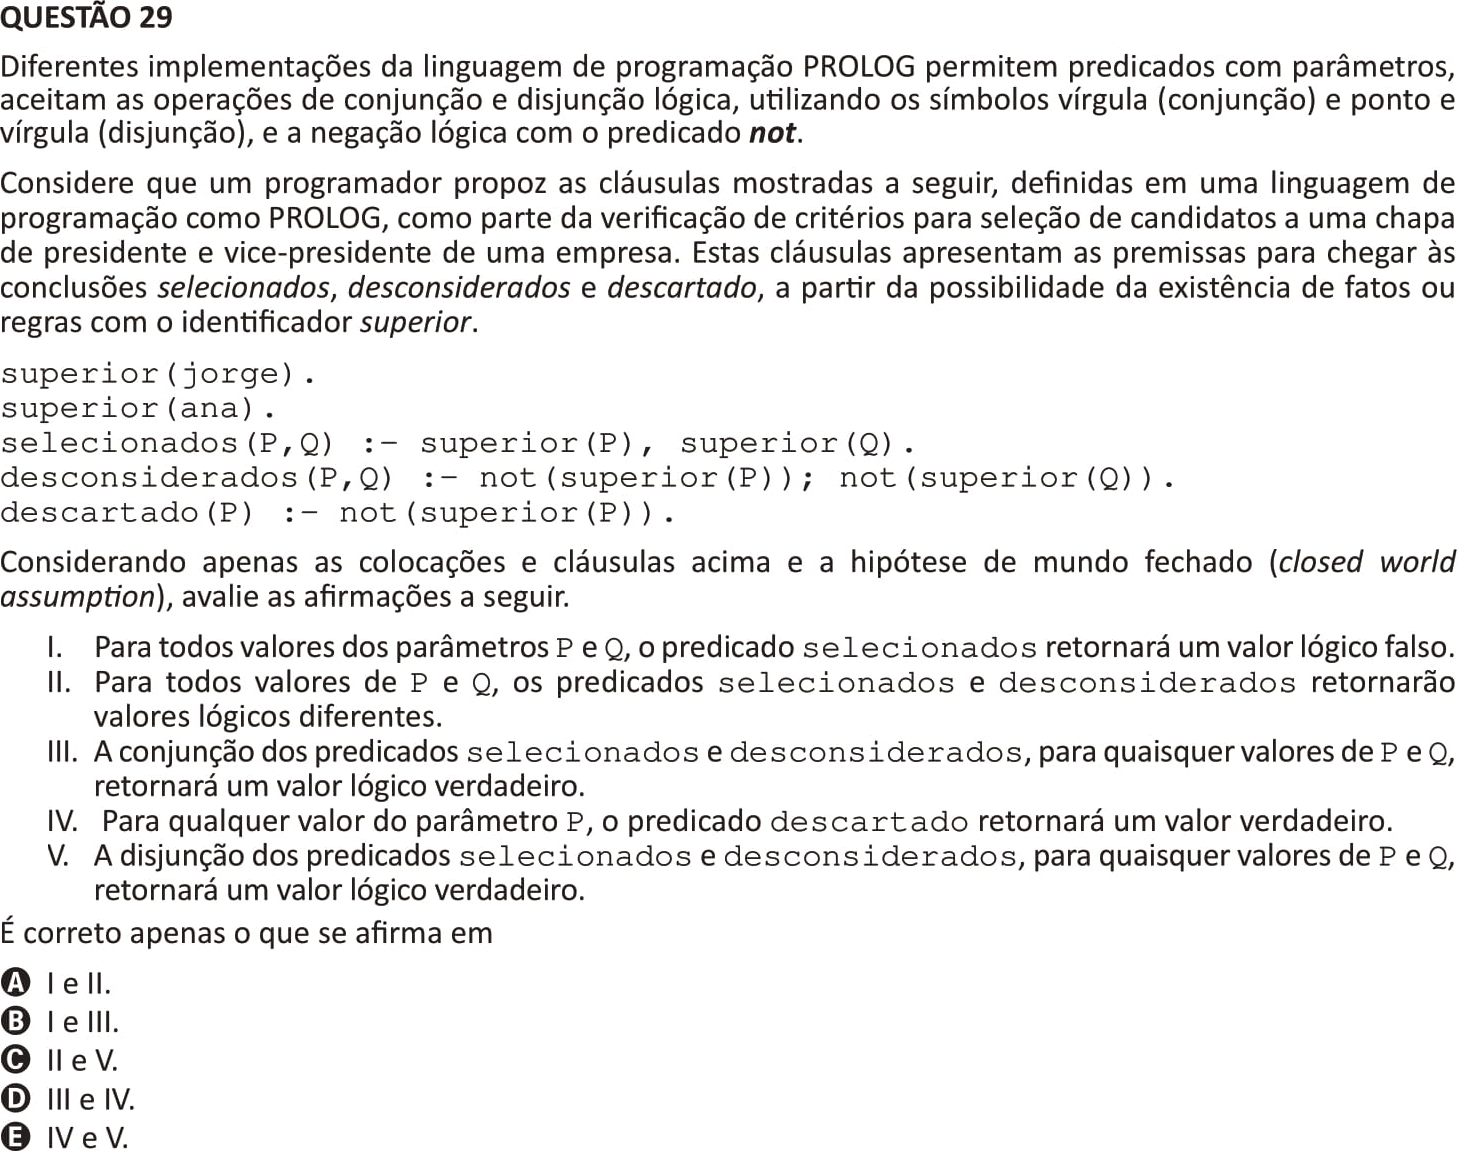 QUESTÃO 29
Diferentes implementações da linguagem de programação PROLOG permitem predicados com parâmetros,
aceitam as operações de conjunção e disjunção lógica, utilizando os símbolos vírgula (conjunção) e ponto e
vírgula (disjunção), e a negação lógica com o predicado not.
Considere que um programador propoz as cláusulas mostradas a seguir, definidas em uma linguagem de
programação como PROLOG, como parte da verificação de critérios para seleção de candidatos a uma chapa
de presidente e vice-presidente de uma empresa. Estas cláusulas apresentam as premissas para chegar às
conclusões selecionados, desconsiderados e descartado, a partir da possibilidade da existência de fatos ou
regras com o identificador superior.
superior(jorge).
superior(ana).
selecionados(P,Q) :- superior(P), superior(Q).
desconsiderados(P,Q) :- not(superior(P)); not(superior(Q)).
descartado(P) :- not(superior(P)).
Considerando apenas as colocações e cláusulas acima e a hipótese de mundo fechado (closed world
assumption), avalie as afirmações a seguir.
I. Para todos valores dos parâmetros P e Q, o predicado selecionados retornará um valor lógico falso.
II. Para todos valores de P e Q, os predicados selecionados e desconsiderados retornarão
valores lógicos diferentes.
III. A conjunção dos predicados selecionados e desconsiderados, para quaisquer valores de P e Q,
retornará um valor lógico verdadeiro.
IV. Para qualquer valor do parâmetro P, o predicado descartado retornará um valor verdadeiro.
V. A disjunção dos predicados selecionados e desconsiderados, para quaisquer valores de P e Q,
retornará um valor lógico verdadeiro.
É correto apenas o que se afirma em
A I e II.
B I e III.
C II e V.
D III e IV.
E IV e V.